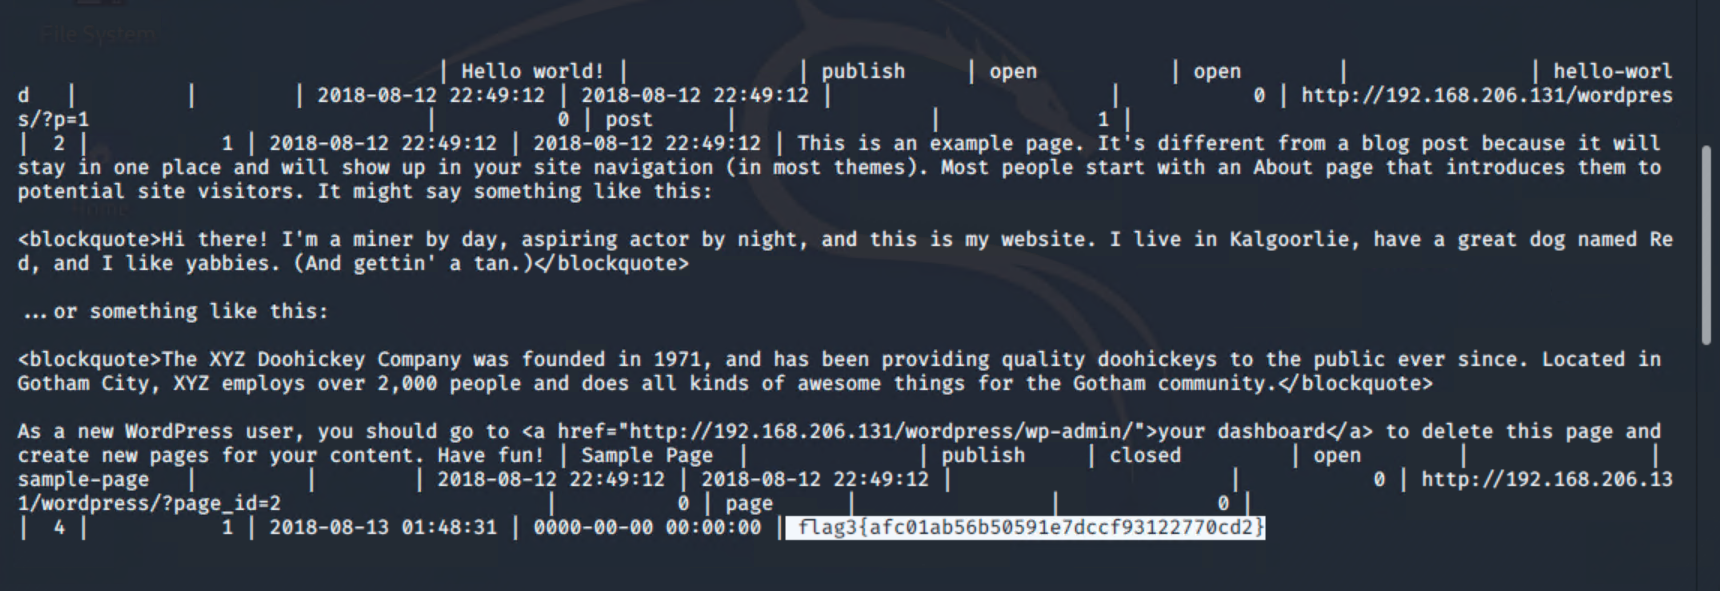 File System
| Hello world! | | publish | open | open | | hello-worl
d | | | 2018-08-12 22:49:12 | 2018-08-12 22:49:12 | | 0 | http://192.168.206.131/wordpres
s/?p=1 | 0 | post | | 1 |
| 2 | 1 | 2018-08-12 22:49:12 | 2018-08-12 22:49:12 | This is an example page. It's different from a blog post because it will
stay in one place and will show up in your site navigation (in most themes). Most people start with an About page that introduces them to
potential site visitors. It might say something like this:
<blockquote>Hi there! I'm a miner by day, aspiring actor by night, and this is my website. I live in Kalgoorlie, have a great dog named Re
d, and I like yabbies. (And gettin' a tan.)</blockquote>
...or something like this:
<blockquote>The XYZ Doohickey Company was founded in 1971, and has been providing quality doohickeys to the public ever since. Located in
Gotham City, XYZ employs over 2,000 people and does all kinds of awesome things for the Gotham community.</blockquote>
As a new WordPress user, you should go to <a href="http://192.168.206.131/wordpress/wp-admin/">your dashboard</a> to delete this page and
create new pages for your content. Have fun! | Sample Page | | publish | closed | open | |
sample-page | | | 2018-08-12 22:49:12 | 2018-08-12 22:49:12 | | 0 | http://192.168.206.13
1/wordpress/?page_id=2 | 0 | page | | 0 |
| 4 | 1 | 2018-08-13 01:48:31 | 0000-00-00 00:00:00 | flag3{afc01ab56b50591e7dccf93122770cd2}